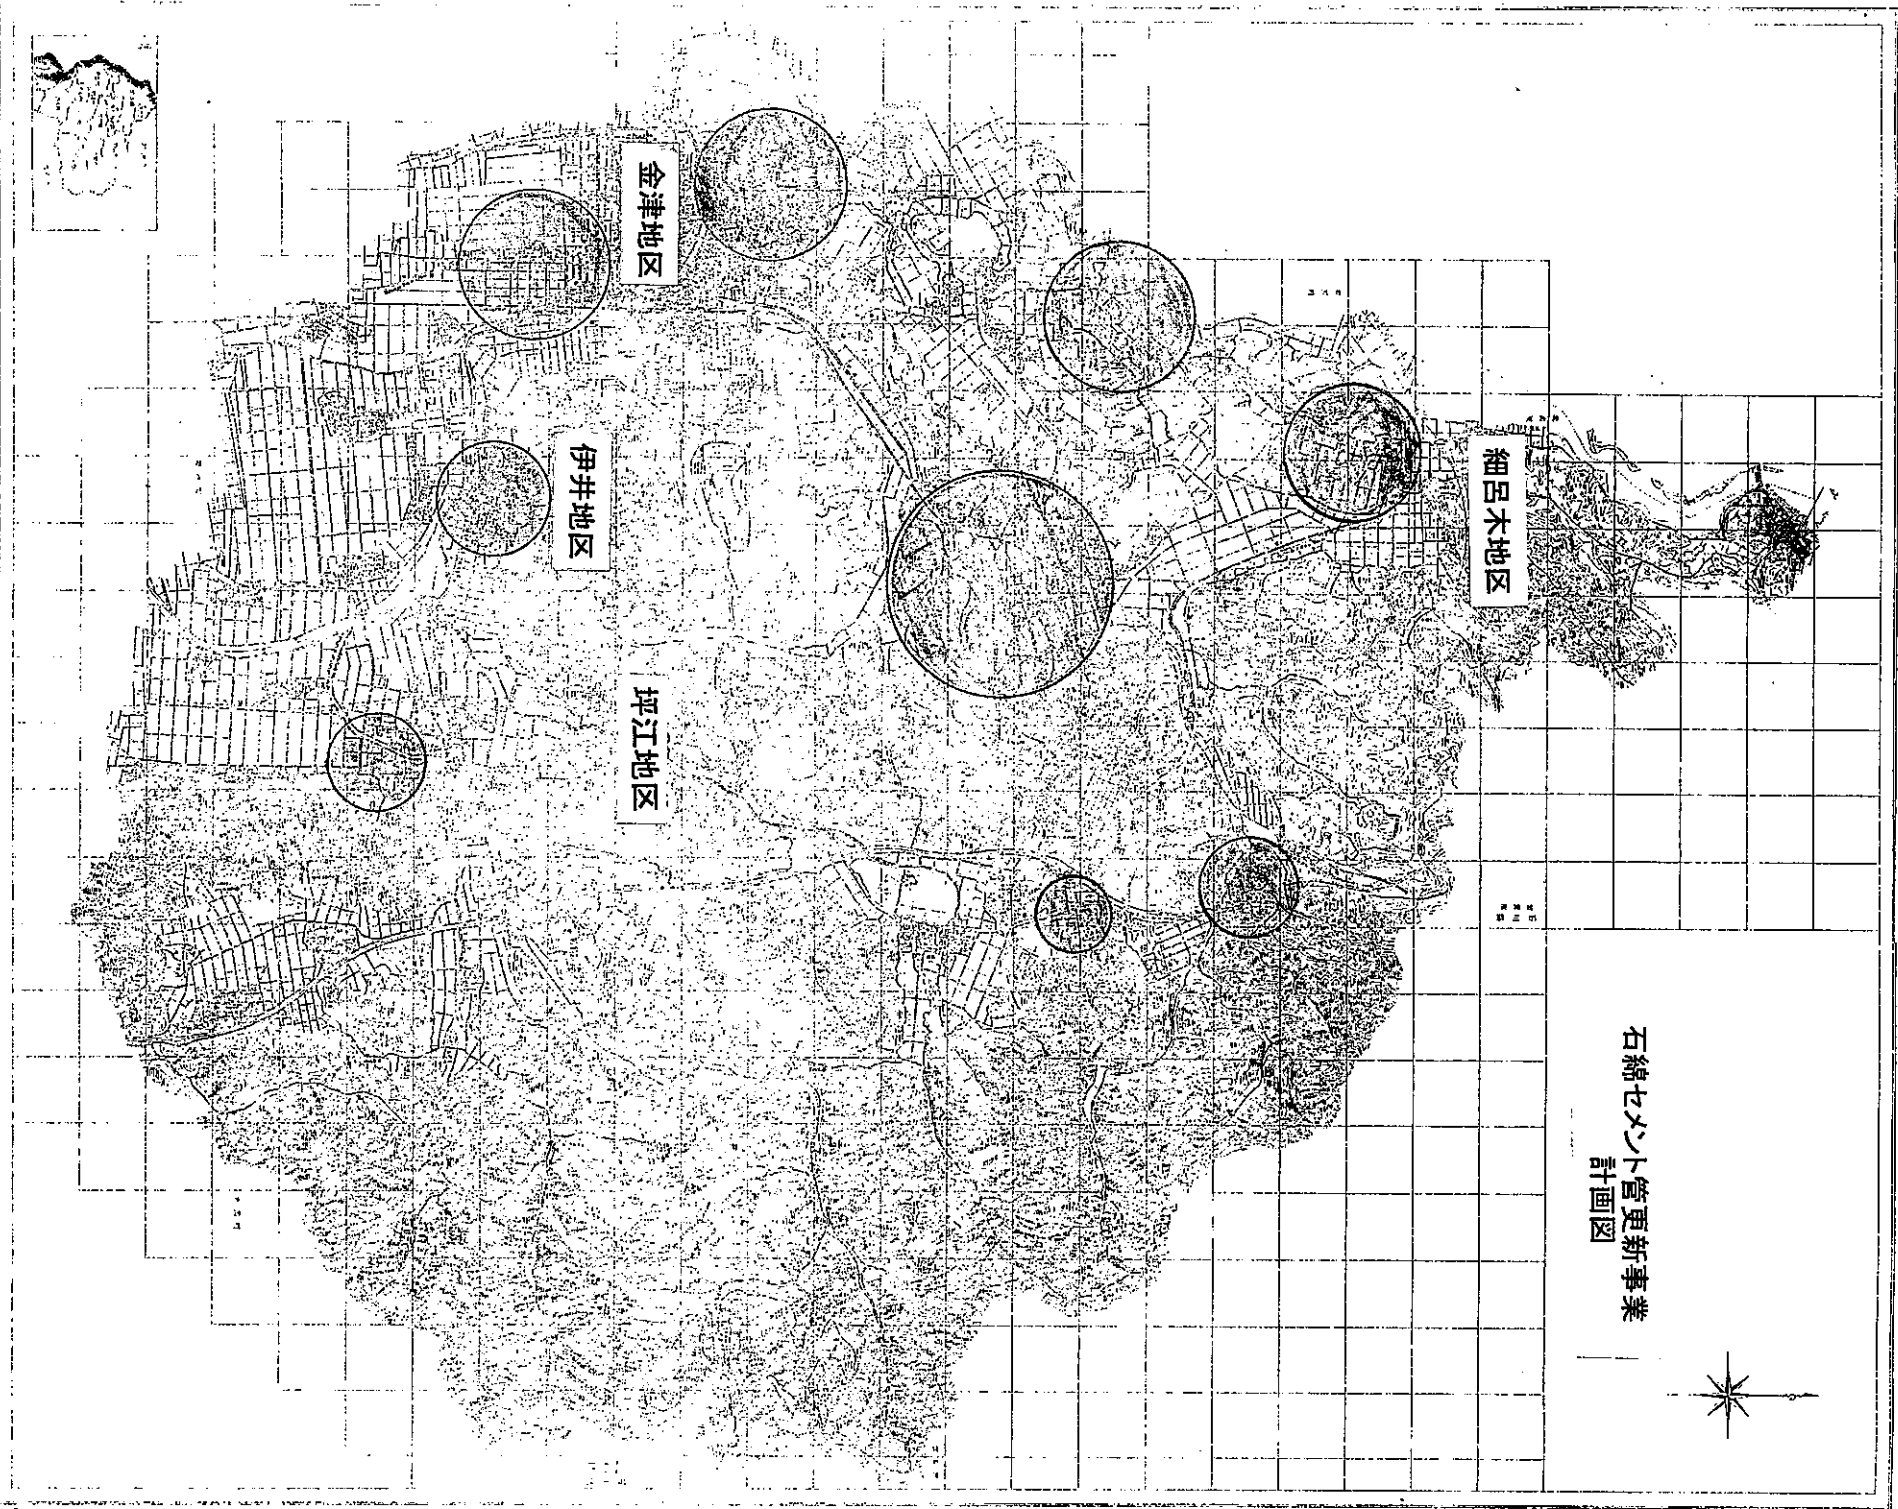 石綿セメント管更新事業
計画図
細呂木地区
金津地区
伊井地区
坪江地区